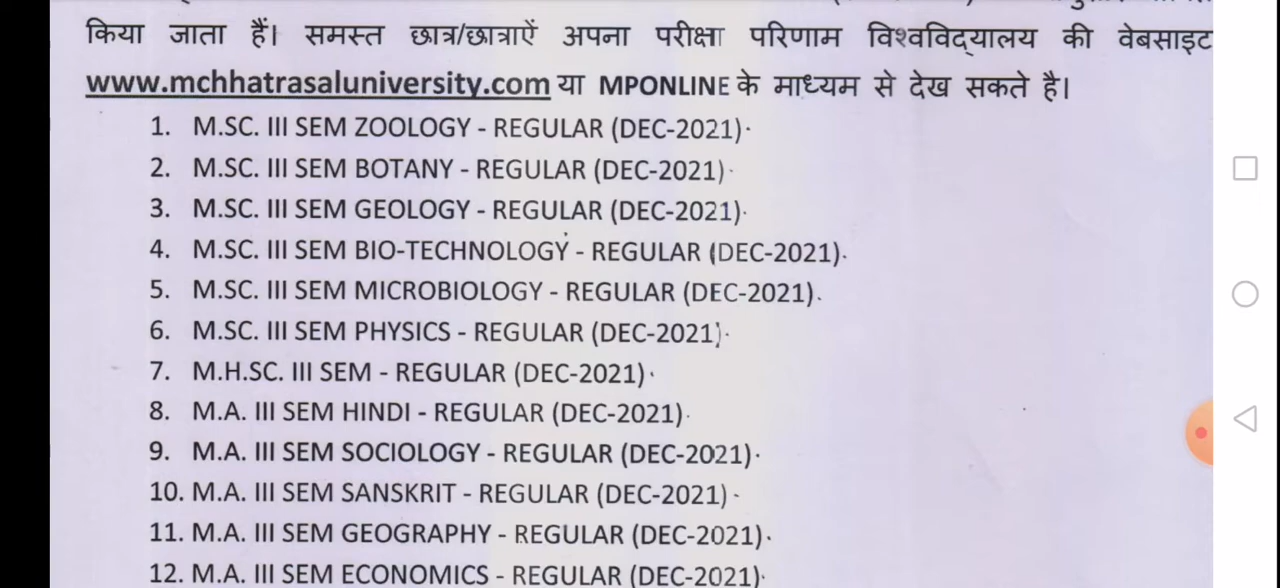 किया जाता हैं। समस्त छात्र/छात्राऐं अपना परीक्षा परिणाम विश्वविद्यालय की वेबसाइट
www.mchhatrasaluniversity.com या MPONLINE के माध्यम से देख सकते है।
1. M.SC. III SEM ZOOLOGY - REGULAR (DEC-2021)
2. M.SC. III SEM BOTANY - REGULAR (DEC-2021)
3. M.SC. III SEM GEOLOGY - REGULAR (DEC-2021)
4. M.SC. III SEM BIO-TECHNOLOGY - REGULAR (DEC-2021)
5. M.SC. III SEM MICROBIOLOGY - REGULAR (DEC-2021)
6. M.SC. III SEM PHYSICS - REGULAR (DEC-2021)
7. M.H.SC. III SEM - REGULAR (DEC-2021)
8. M.A. III SEM HINDI - REGULAR (DEC-2021)
9. M.A. III SEM SOCIOLOGY - REGULAR (DEC-2021)
10. M.A. III SEM SANSKRIT - REGULAR (DEC-2021)
11. M.A. III SEM GEOGRAPHY - REGULAR (DEC-2021)
12. M.A. III SEM ECONOMICS - REGULAR (DEC-2021)